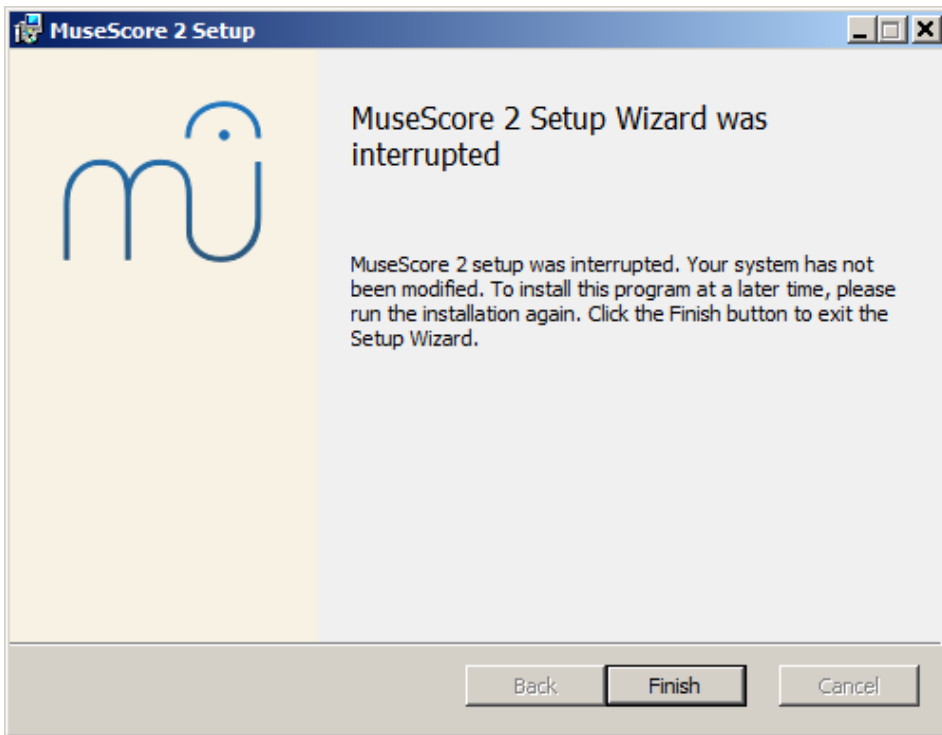 MuseScore 2 Setup
MuseScore 2 Setup Wizard was
interrupted
MuseScore 2 setup was interrupted. Your system has not
been modified. To install this program at a later time, please
run the installation again. Click the Finish button to exit the
Setup Wizard.
Back
Finish
Cancel